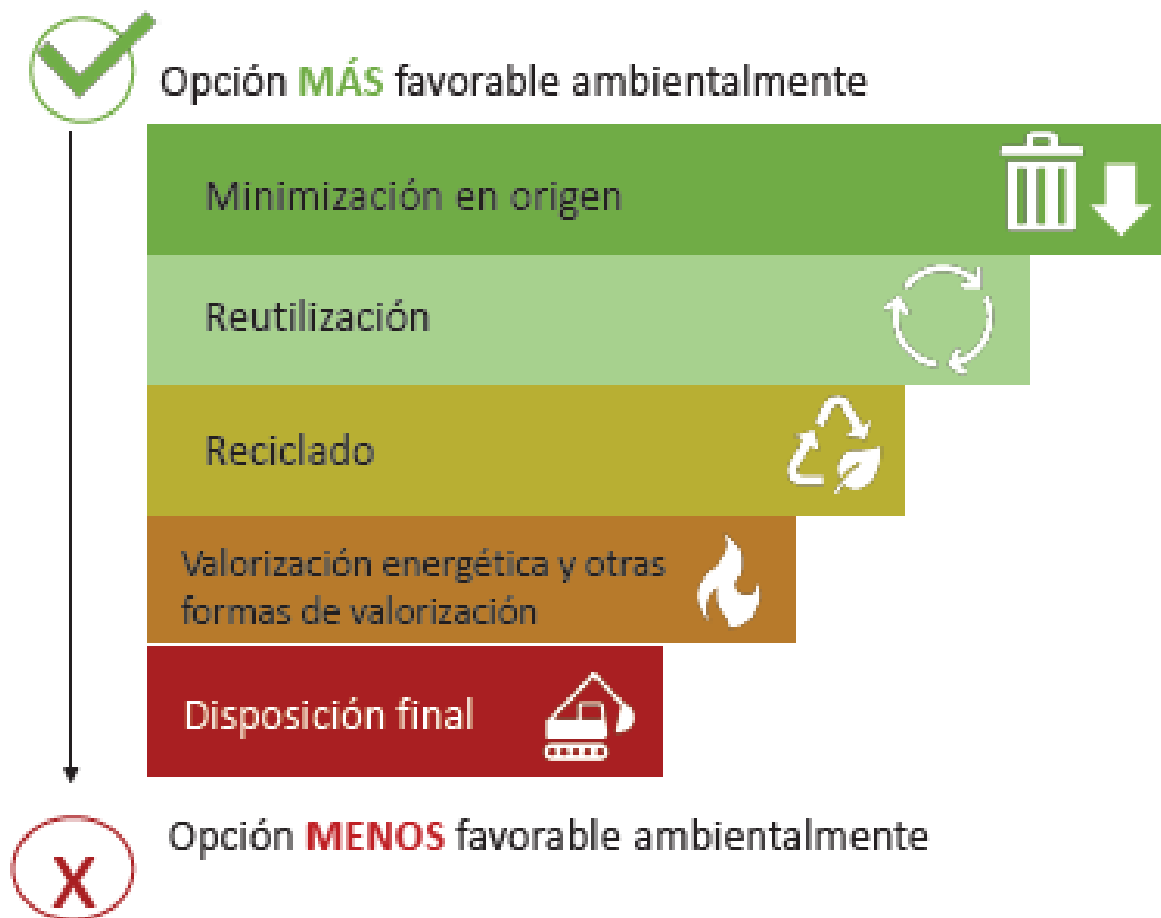 Opción MÁS favorable ambientalmente
Minimización en origen
Reutilización
Reciclado
Valorización energética y otras
formas de valorización
Disposición final
Opción MENOS favorable ambientalmente
X